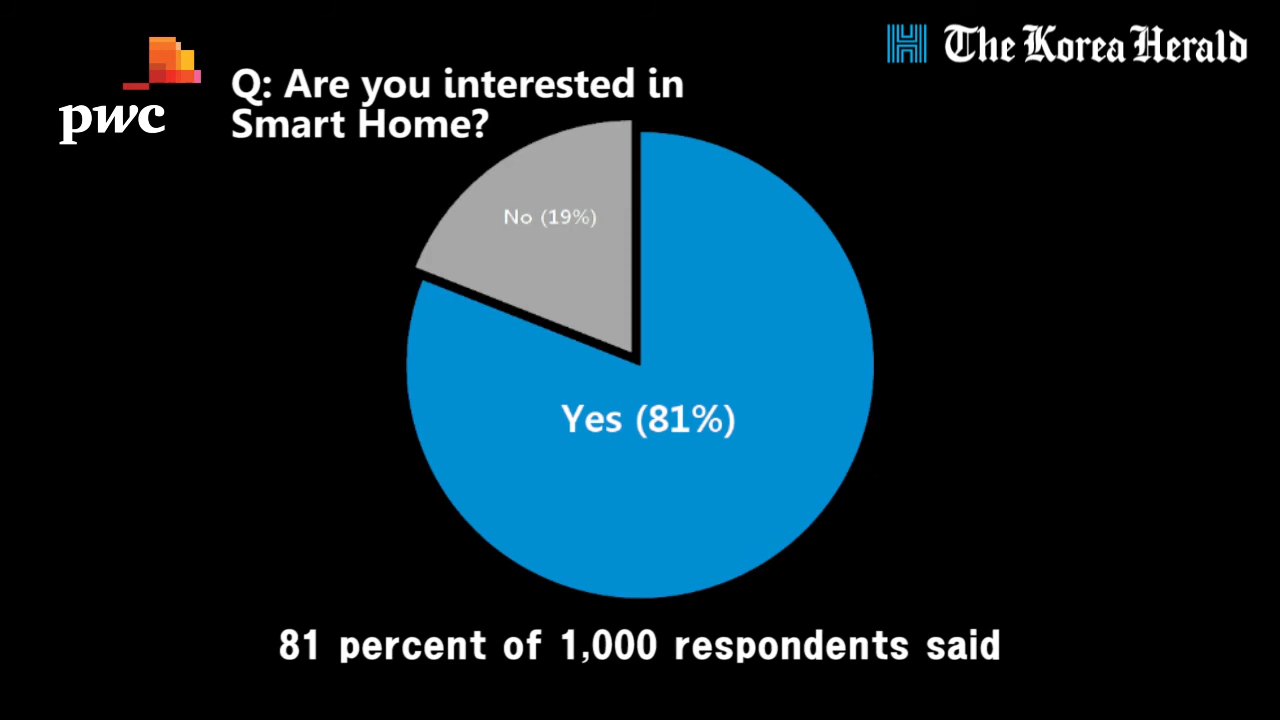 The Korea Herald
pwc
Q: Are you interested in
Smart Home?
No (19%)
Yes (81%)
81 percent of 1,000 respondents said